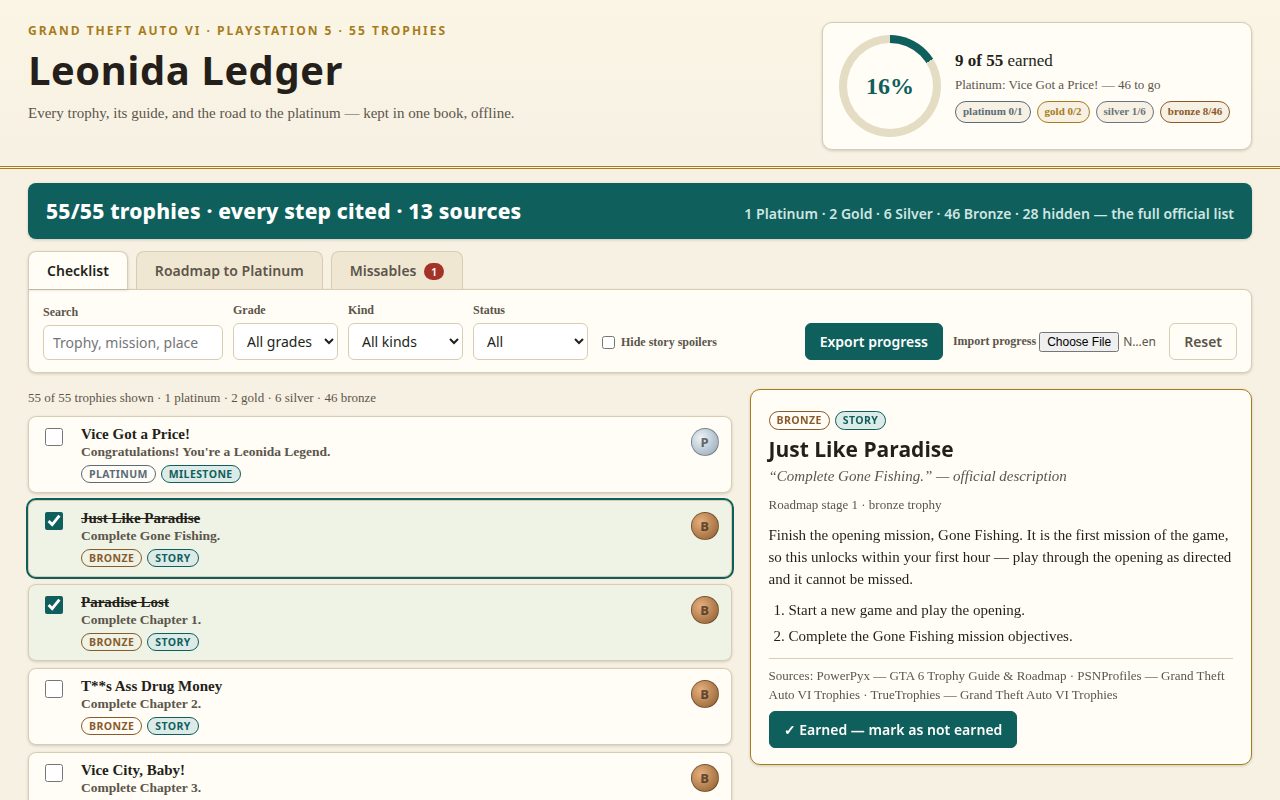 GRAND THEFT AUTO VI · PLAYSTATION 5 · 55 TROPHIES
Leonida Ledger
Every trophy, its guide, and the road to the platinum — kept in one book, offline.
16%
9 of 55 earned
Platinum: Vice Got a Price! — 46 to go
platinum 0/1 gold 0/2 silver 1/6 bronze 8/46
55/55 trophies · every step cited · 13 sources
1 Platinum · 2 Gold · 6 Silver · 46 Bronze · 28 hidden — the full official list
Checklist Roadmap to Platinum Missables 1
Search Grade Kind Status
Trophy, mission, place All grades All kinds All Hide story spoilers Export progress Import progress Choose File N...en Reset
55 of 55 trophies shown · 1 platinum · 2 gold · 6 silver · 46 bronze
Vice Got a Price!
Congratulations! You're a Leonida Legend.
PLATINUM MILESTONE
P
Just Like Paradise
Complete Gone Fishing.
BRONZE STORY
B
Paradise Lost
Complete Chapter 1.
BRONZE STORY
B
T**s Ass Drug Money
Complete Chapter 2.
BRONZE STORY
B
Vice City, Baby!
Complete Chapter 3.
B
BRONZE STORY
Just Like Paradise
“Complete Gone Fishing.” — official description
Roadmap stage 1 · bronze trophy
Finish the opening mission, Gone Fishing. It is the first mission of the game,
so this unlocks within your first hour — play through the opening as directed
and it cannot be missed.
1. Start a new game and play the opening.
2. Complete the Gone Fishing mission objectives.
Sources: PowerPyx — GTA 6 Trophy Guide & Roadmap · PSNProfiles — Grand Theft
Auto VI Trophies · TrueTrophies — Grand Theft Auto VI Trophies
✓ Earned — mark as not earned